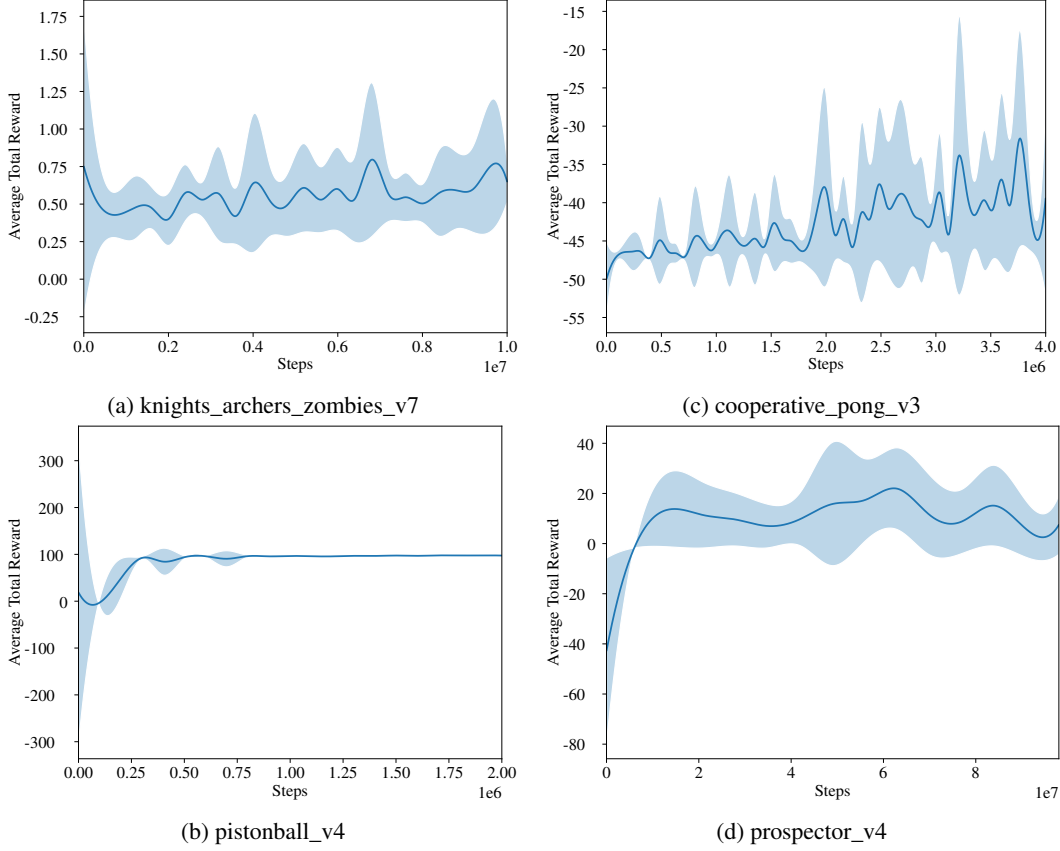 Average Total Reward
1.75
1.50
1.25
1.00
0.75
0.50
0.25
0.00
-0.25
0.0 0.2 0.4 0.6 0.8 1.0
Steps
1e7
(a) knights_archers_zombies_v7
Average Total Reward
-15
-20
-25
-30
-35
-40
-45
-50
-55
0.0 0.5 1.0 1.5 2.0 2.5 3.0 3.5 4.0
Steps
1e6
(c) cooperative_pong_v3
Average Total Reward
300
200
100
0
-100
-200
-300
0.00 0.25 0.50 0.75 1.00 1.25 1.50 1.75 2.00
Steps
1e6
(b) pistonball_v4
Average Total Reward
40
20
0
-20
-40
-60
-80
0 2 4 6 8
Steps
1e7
(d) prospector_v4